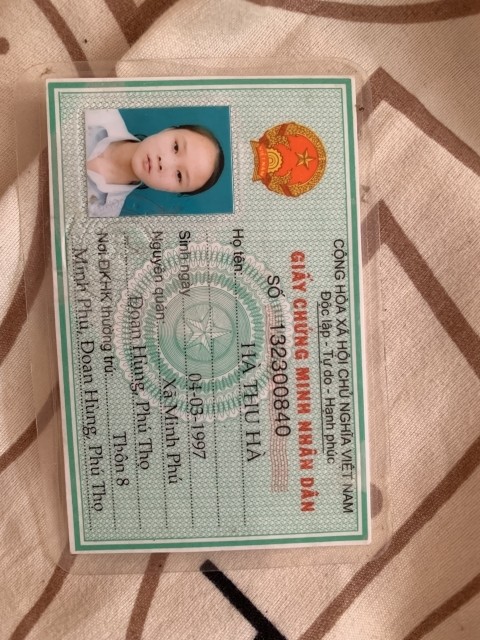 CỘNG HÒA XÃ HỘI CHỦ NGHĨA VIỆT NAM
Độc lập - Tự do - Hạnh phúc
GIẤY CHỨNG MINH NHÂN DÂN
SỐ 132300840
Họ tên: HÀ THU HÀ
Sinh ngày 04-03-1997
Nguyên quán Xã Minh Phú
Đoan Hùng, Phú Thọ
Nơi ĐKHK thường trú Thôn 8
Minh Phú, Đoan Hùng, Phú Thọ